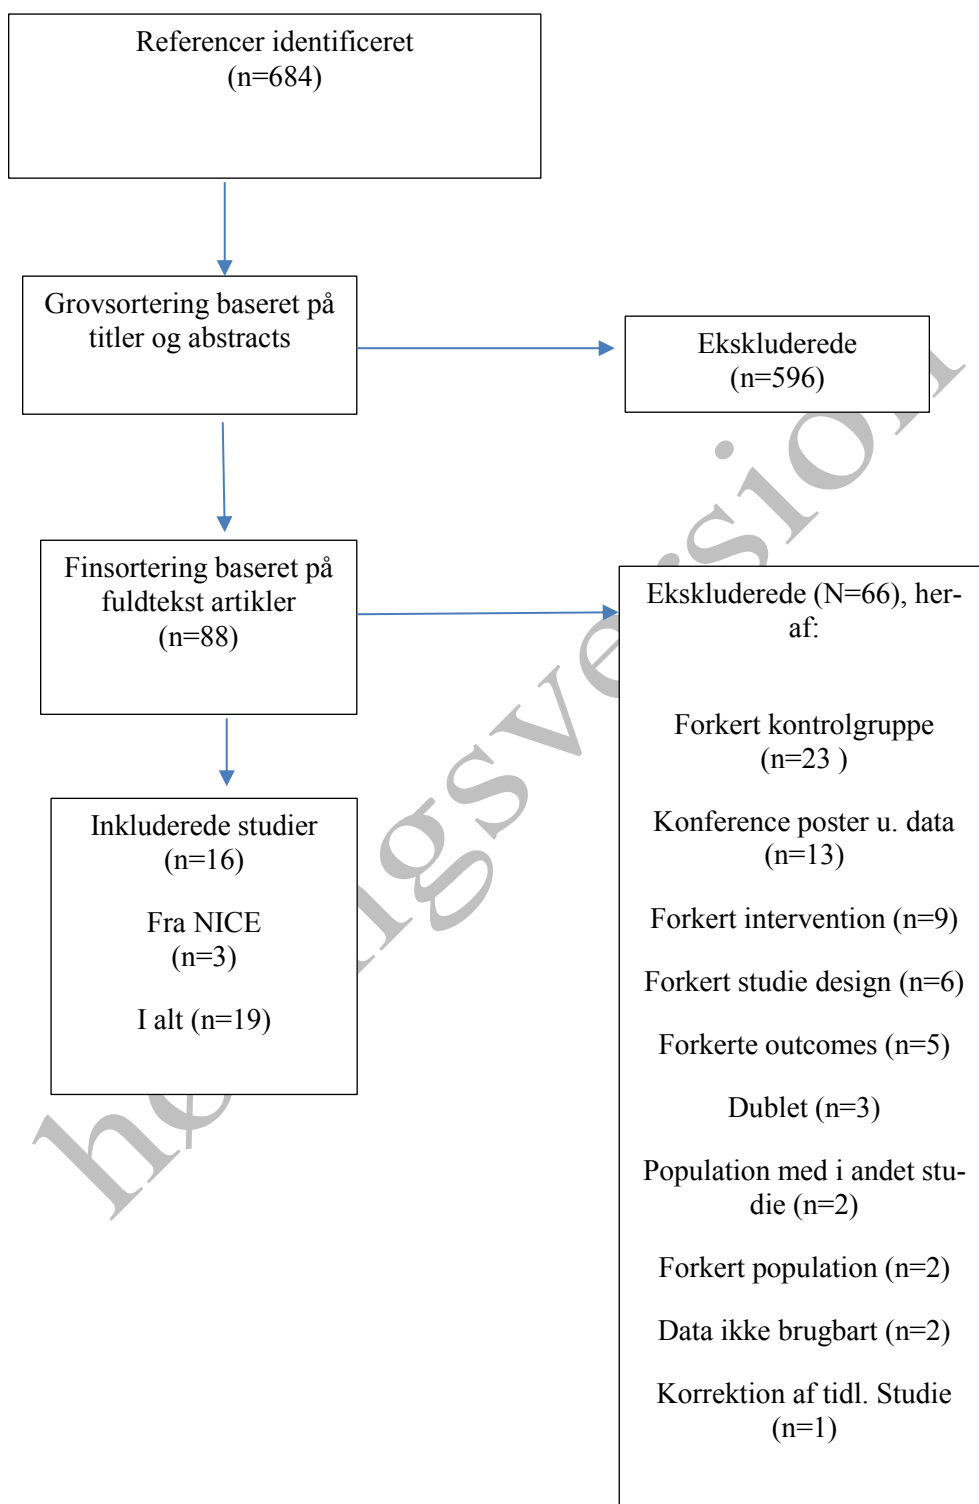 Referencer identificeret
(n=684)
Grovsortering baseret på
titler og abstracts
Ekskluderede
(n=596)
Finsortering baseret på
fuldtekst artikler
(n=88)
Ekskluderede (N=66), her-
af:
Forkert kontrolgruppe
(n=23 )
Konference poster u. data
(n=13)
Forkert intervention (n=9)
Forkert studie design (n=6)
Forkerte outcomes (n=5)
Dublet (n=3)
Population med i andet stu-
die (n=2)
Forkert population (n=2)
Data ikke brugbart (n=2)
Korrektion af tidl. Studie
(n=1)
Inkluderede studier
(n=16)
Fra NICE
(n=3)
I alt (n=19)